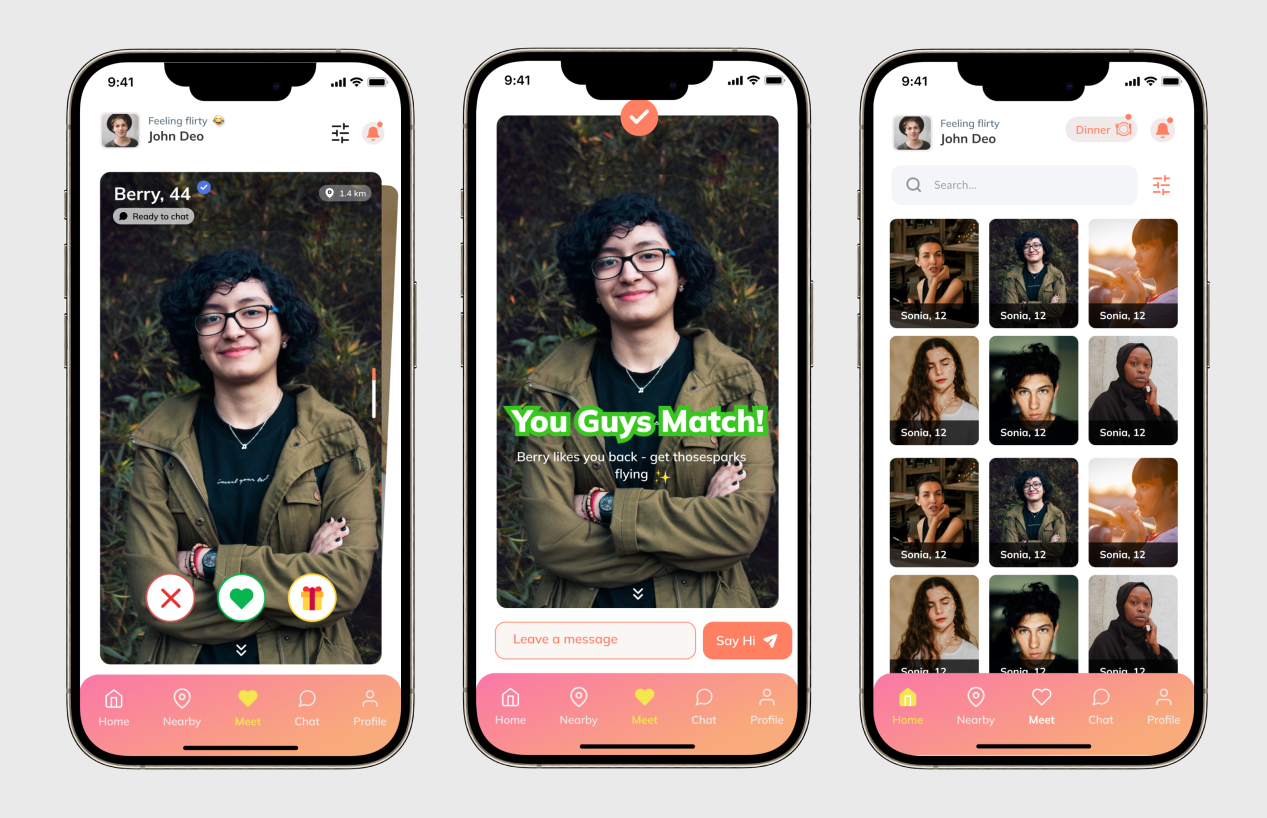 9:41
Feeling flirty 😂
John Deo
Berry, 44
1.4 km
Ready to chat
Home
Nearby
Meet
Chat
Profile
9:41
You Guys Match!
Berry likes you back - get thosesparks
flying ✨
Leave a message
Say Hi
Home
Nearby
Meet
Chat
Profile
9:41
Feeling flirty
John Deo
Dinner
Search...
Sonia, 12
Sonia, 12
Sonia, 12
Sonia, 12
Sonia, 12
Sonia, 12
Sonia, 12
Sonia, 12
Sonia, 12
Sonia, 12
Sonia, 12
Sonia, 12
Home
Nearby
Meet
Chat
Profile